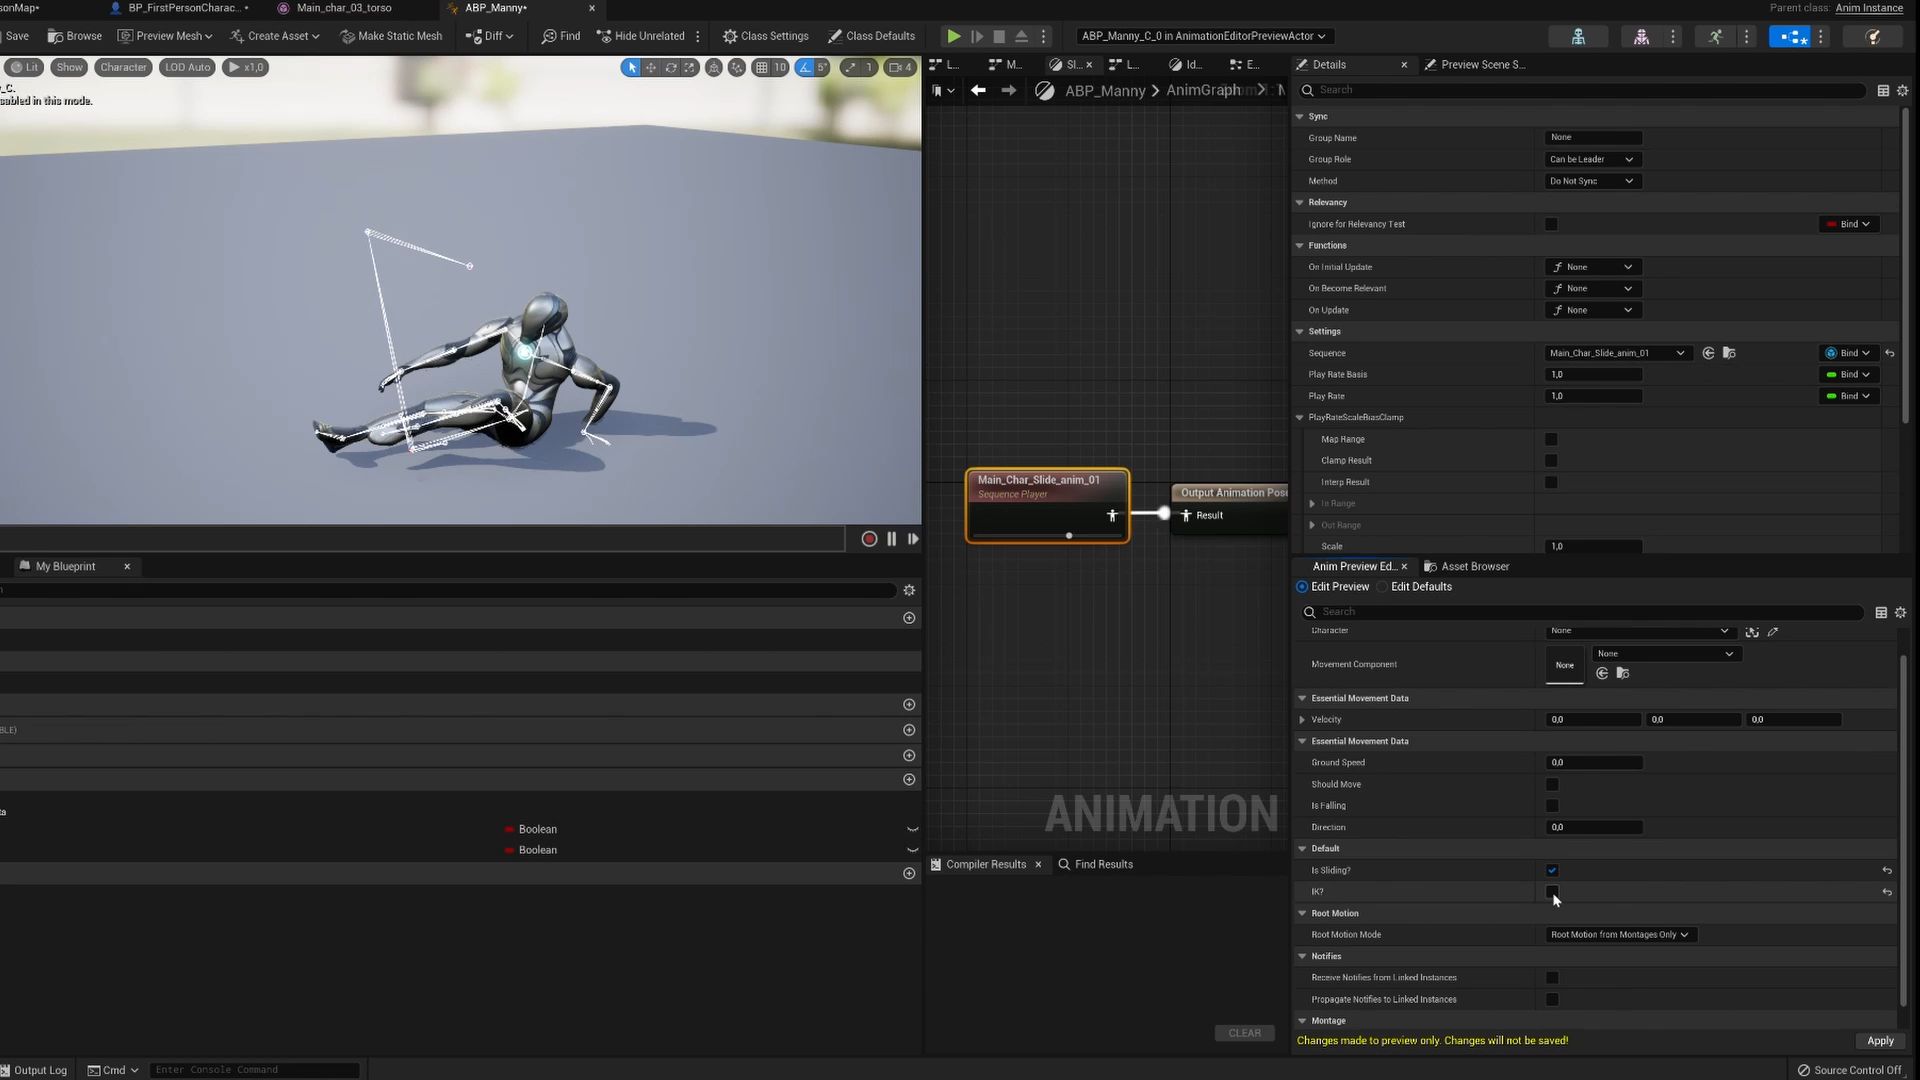 onMap•
BP_FirstPersonCharac... •
Main_char_03_torso
ABP_Manny•
Parent class: Anim Instance
Save
Browse
Preview Mesh
Create Asset
Make Static Mesh
Diff
Find
Hide Unrelated
Class Settings
Class Defaults
ABP_Manny_C_0 in AnimationEditorPreviewActor
Lit
Show
Character
LOD Auto
x1,0
10
5°
1
4
_C.
sabled in this mode.
L...
M...
Sl...
L...
Id...
E...
ABP_Manny
AnimGraph
Details
Preview Scene S...
Search
Sync
Group Name
None
Group Role
Can be Leader
Method
Do Not Sync
Relevancy
Ignore for Relevancy Test
Bind
Functions
On Initial Update
None
On Become Relevant
None
On Update
None
Settings
Sequence
Main_Char_Slide_anim_01
Bind
Play Rate Basis
1,0
Bind
Play Rate
1,0
Bind
PlayRateScaleBiasClamp
Map Range
Clamp Result
Interp Result
In Range
Out Range
Scale
1,0
Main_Char_Slide_anim_01
Sequence Player
Output Animation Pose
Result
ANIMATION
My Blueprint
BLE)
Boolean
Boolean
Compiler Results
Find Results
CLEAR
Anim Preview Ed...
Asset Browser
Edit Preview
Edit Defaults
Search
Character
None
Movement Component
None
None
Essential Movement Data
Velocity
0,0
0,0
0,0
Essential Movement Data
Ground Speed
0,0
Should Move
Is Falling
Direction
0,0
Default
Is Sliding?
IK?
Root Motion
Root Motion Mode
Root Motion from Montages Only
Notifies
Receive Notifies from Linked Instances
Propagate Notifies to Linked Instances
Montage
Changes made to preview only. Changes will not be saved!
Apply
Output Log
Cmd
Enter Console Command
Source Control Off